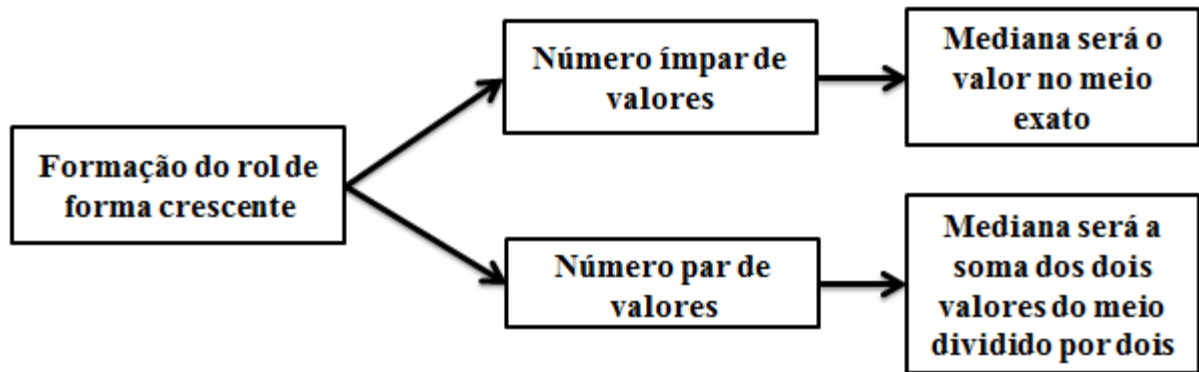 Formação do rol de
forma crescente
Número ímpar de
valores
Mediana será o
valor no meio
exato
Número par de
valores
Mediana será a
soma dos dois
valores do meio
dividido por dois